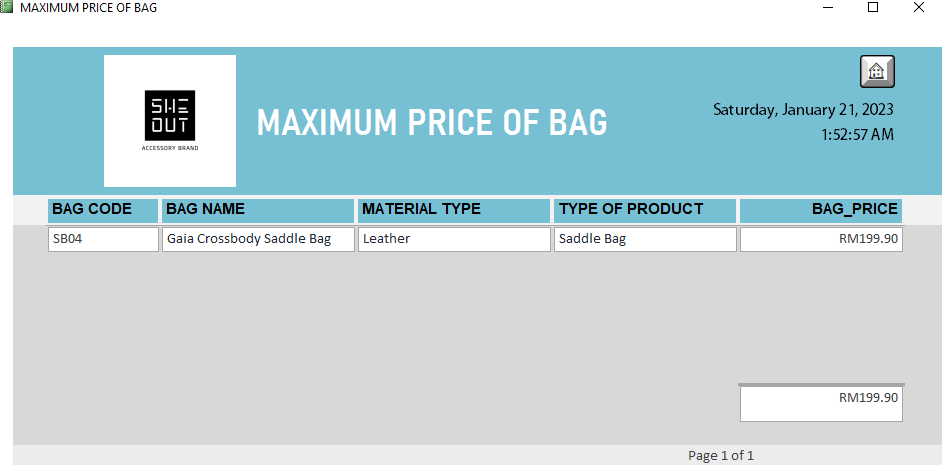 MAXIMUM PRICE OF BAG
SHE
OUT
ACCESSORY BRAND
MAXIMUM PRICE OF BAG
Saturday, January 21, 2023
1:52:57 AM
BAG CODE BAG NAME MATERIAL TYPE TYPE OF PRODUCT BAG_PRICE
SB04 Gaia Crossbody Saddle Bag Leather Saddle Bag RM199.90
RM199.90
Page 1 of 1